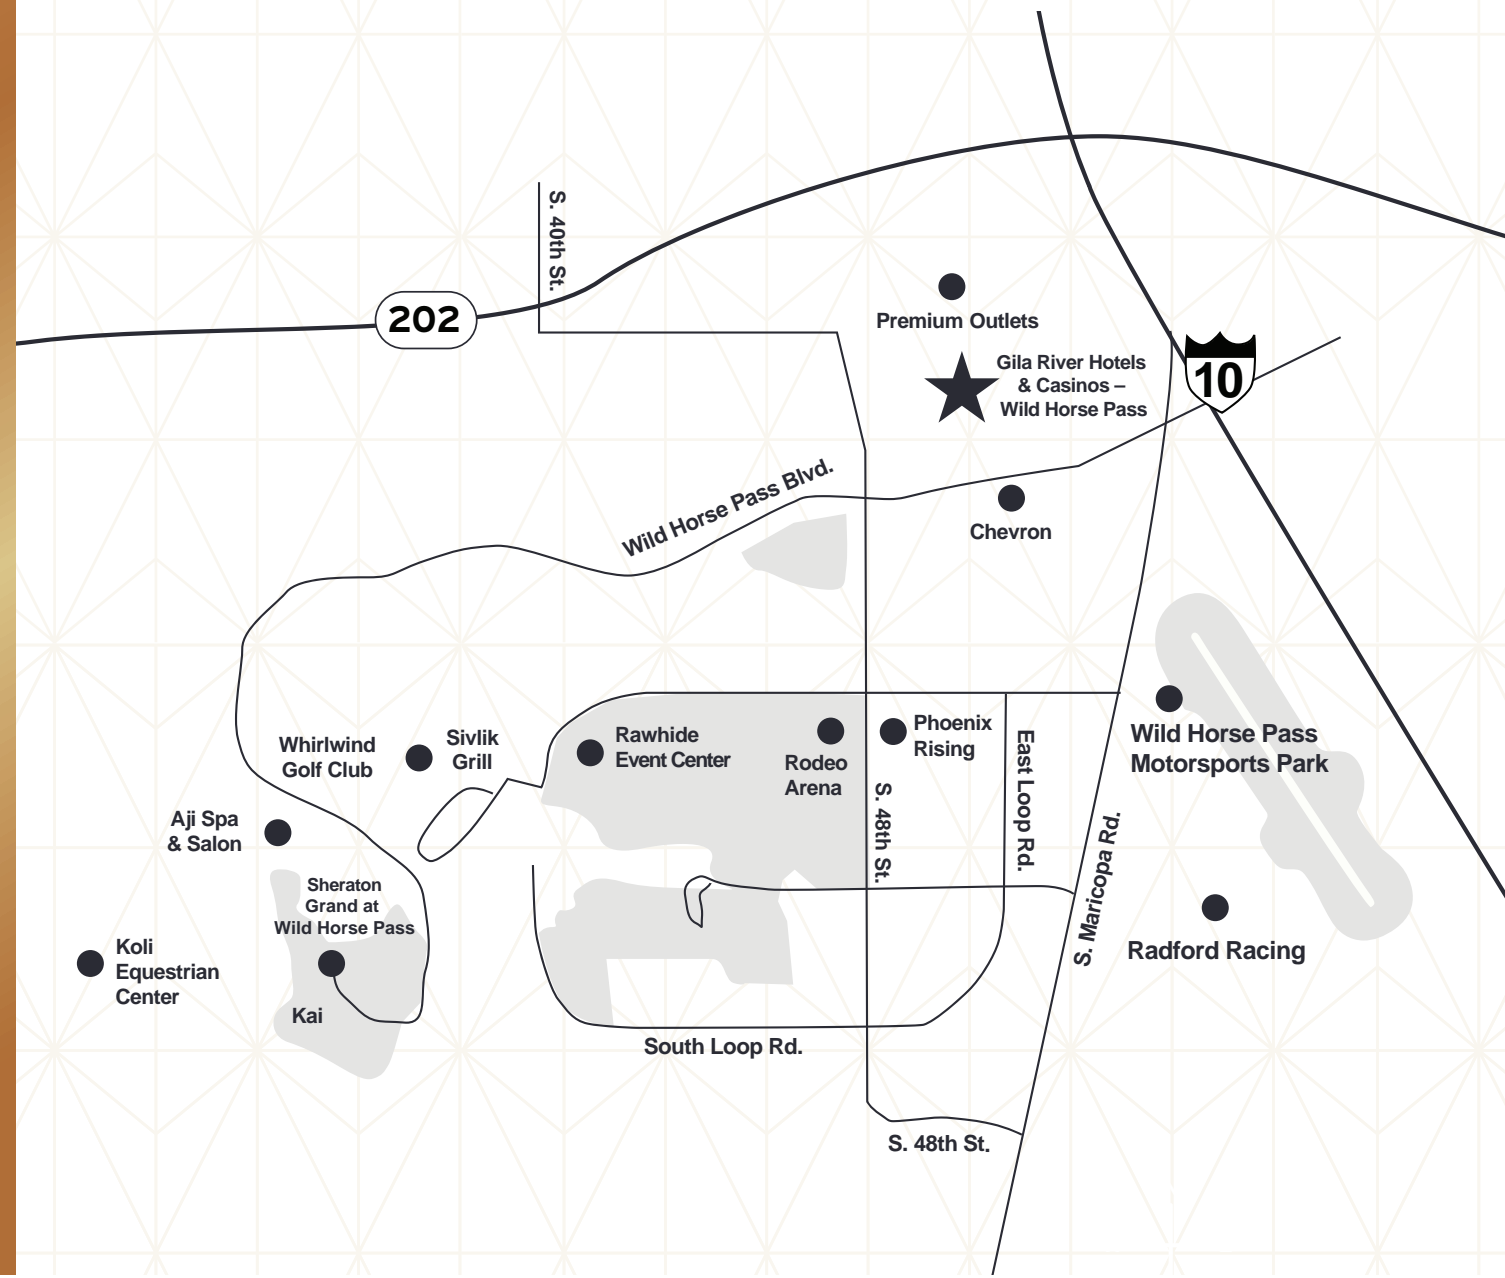 S. 40th St.
202
Premium Outlets
Gila River Hotels
& Casinos –
Wild Horse Pass
10
Wild Horse Pass Blvd.
Chevron
Whirlwind
Golf Club
Sivlik
Grill
Rawhide
Event Center
Rodeo
Arena
Phoenix
Rising
East Loop Rd.
S. 48th St.
Wild Horse Pass
Motorsports Park
Aji Spa
& Salon
S. Maricopa Rd.
Sheraton
Grand at
Wild Horse Pass
Koli
Equestrian
Center
Kai
Radford Racing
South Loop Rd.
S. 48th St.